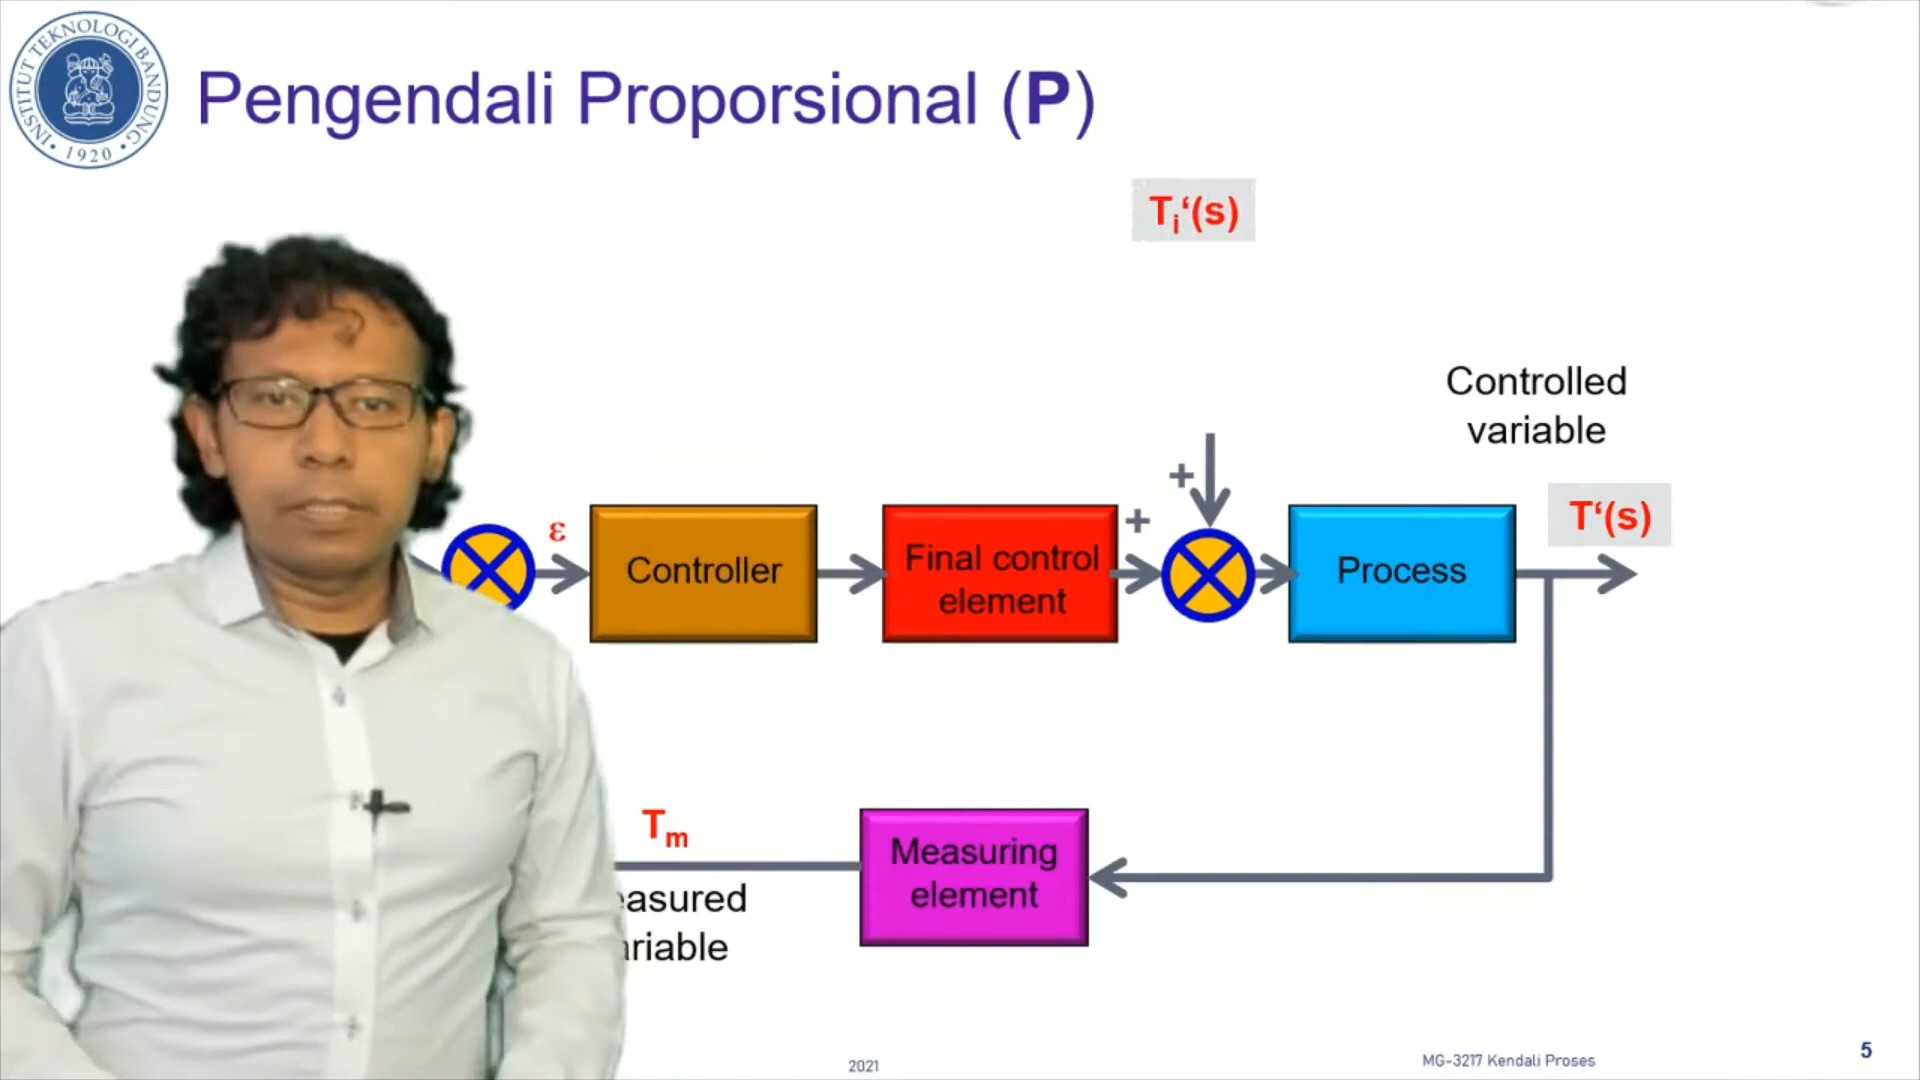 INSTITUT TEKNOLOGI BANDUNG
• 1920 •
Pengendali Proporsional (P)
Ti‘(s)
Controlled
variable
T‘(s)
+
+
ε
Controller
Final control
element
Process
Tm
easured
riable
Measuring
element
2021
MG-3217 Kendali Proses
5